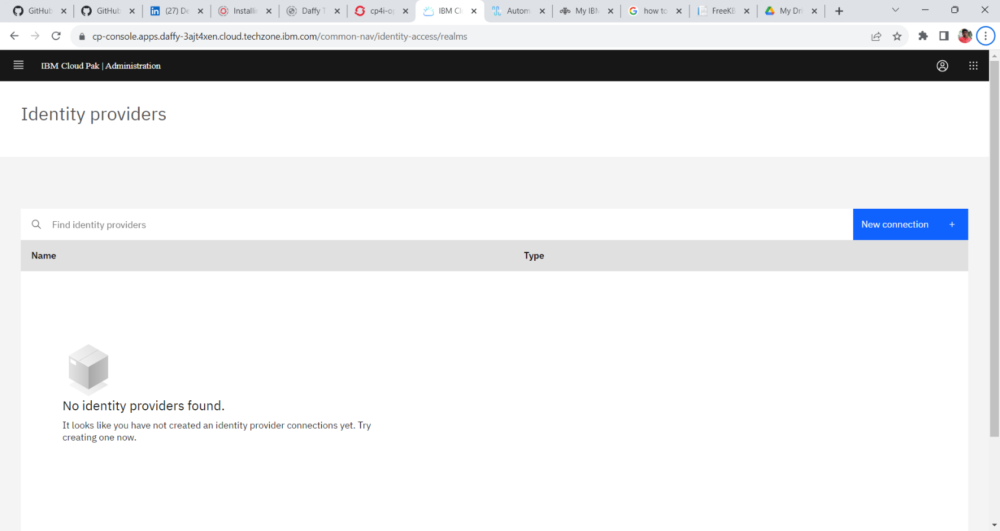 GitHub GitHub (27) De Installi Daffy T cp4i-op IBM Cl Autom My IBM how to FreeKB My Dri
cp-console.apps.daffy-3ajt4xen.cloud.techzone.ibm.com/common-nav/identity-access/realms
IBM Cloud Pak | Administration
Identity providers
Find identity providers
New connection +
Name Type
No identity providers found.
It looks like you have not created an identity provider connections yet. Try
creating one now.